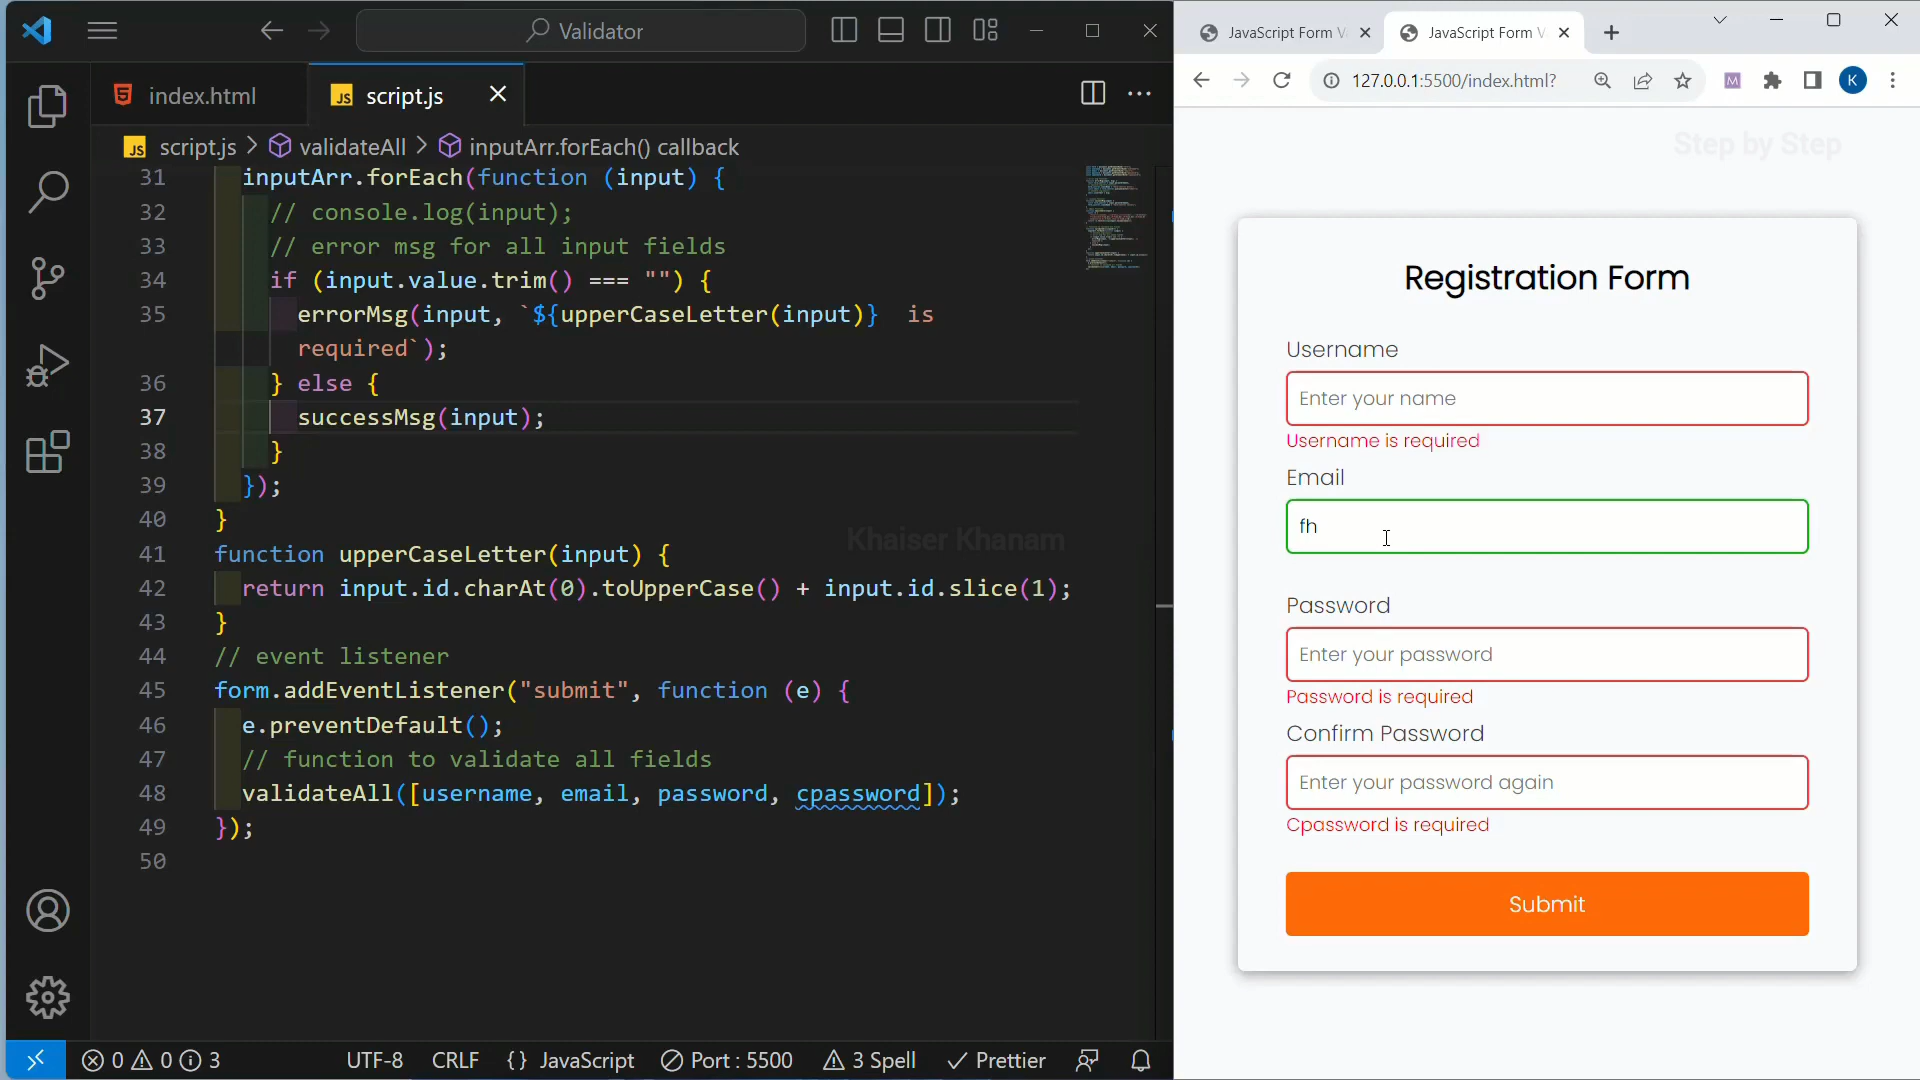 Validator
index.html
script.js
script.js > validateAll > inputArr.forEach() callback
31 inputArr.forEach(function (input) {
32 // console.log(input);
33 // error msg for all input fields
34 if (input.value.trim() === "") {
35 errorMsg(input, `${upperCaseLetter(input)}  is
required`);
36 } else {
37 successMsg(input);
38 }
39 });
40 }
41 function upperCaseLetter(input) {
42 return input.id.charAt(0).toUpperCase() + input.id.slice(1);
43 }
44 // event listener
45 form.addEventListener("submit", function (e) {
46 e.preventDefault();
47 // function to validate all fields
48 validateAll([username, email, password, cpassword]);
49 });
50
Khaiser Khanam
0 0 3 UTF-8 CRLF {} JavaScript Port : 5500 3 Spell Prettier
JavaScript Form V
JavaScript Form V
127.0.0.1:5500/index.html?
M
K
Step by Step
Registration Form
Username
Enter your name
Username is required
Email
fh
Password
Enter your password
Password is required
Confirm Password
Enter your password again
Cpassword is required
Submit